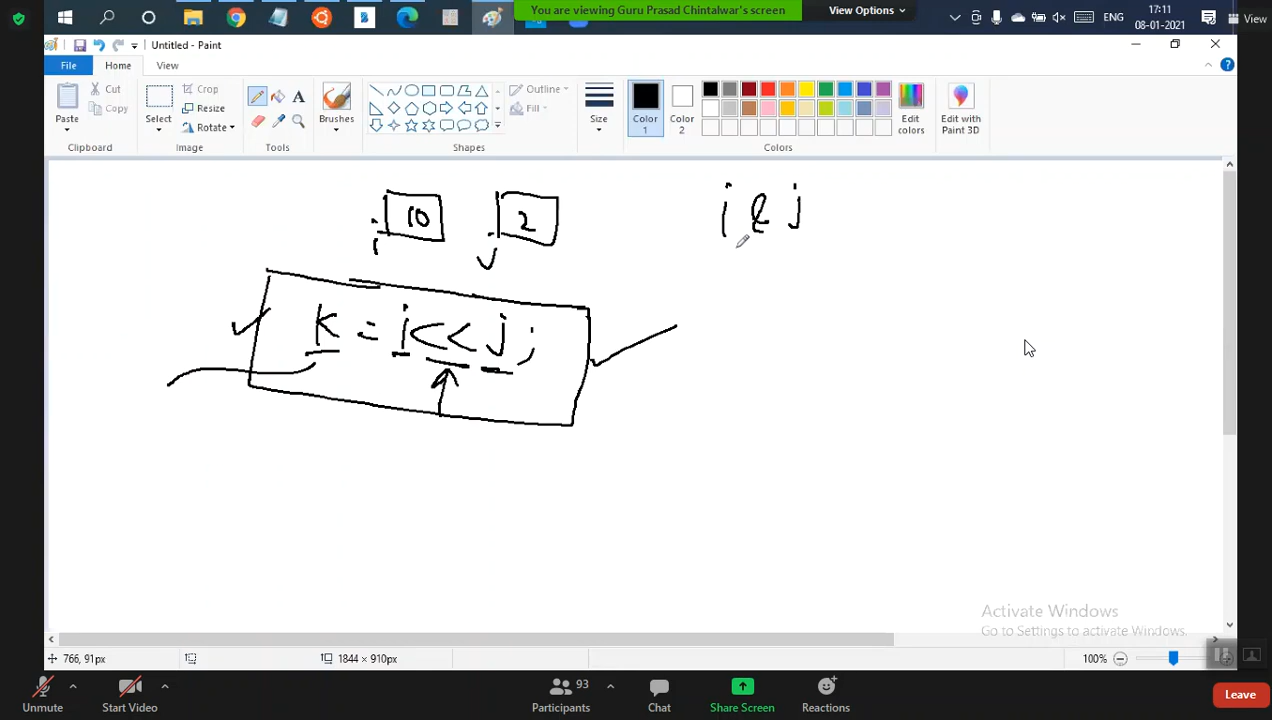 You are viewing Guru Prasad Chintalwar's screen
View Options
ENG
17:11
08-01-2021
View
Untitled - Paint
File
Home
View
Paste
Cut
Copy
Clipboard
Select
Crop
Resize
Rotate
Image
A
Tools
Brushes
Outline
Fill
Shapes
Size
Color
1
Color
2
Edit
colors
Edit with
Paint 3D
Colors
10
2
i
j
i & j
K = i << j ;
Activate Windows
Go to Settings to activate Windows.
766, 91px
1844 × 910px
100%
Unmute
Start Video
93
Participants
Chat
Share Screen
Reactions
Leave